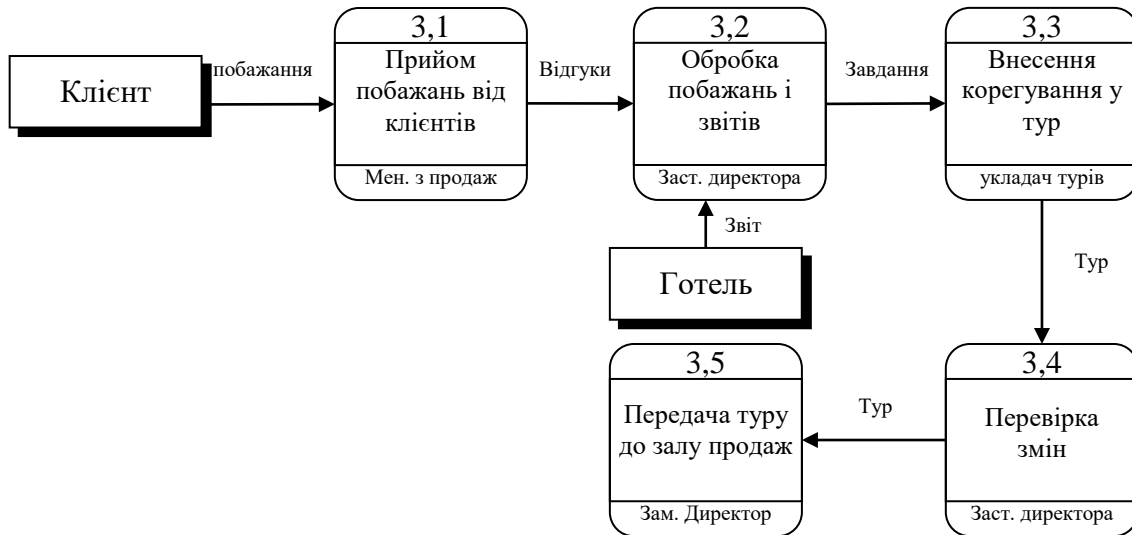 Клієнт
побажання
3,1
Прийом
побажань від
клієнтів
Мен. з продаж
Відгуки
3,2
Обробка
побажань і
звітів
Заст. директора
Завдання
3,3
Внесення
корегування у
тур
укладач турів
Звіт
Готель
Тур
3,4
Перевірка
змін
Заст. директора
Тур
3,5
Передача туру
до залу продаж
Зам. Директор